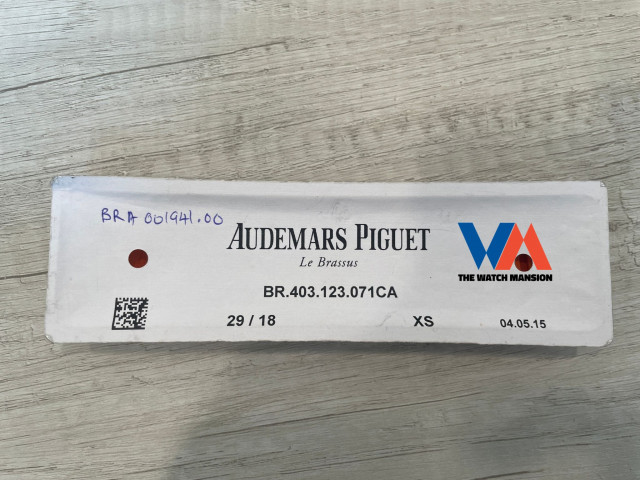 BRA 001941.00
AUDEMARS PIGUET
Le Brassus
WM
THE WATCH MANSION
BR.403.123.071CA
29 / 18 XS 04.05.15